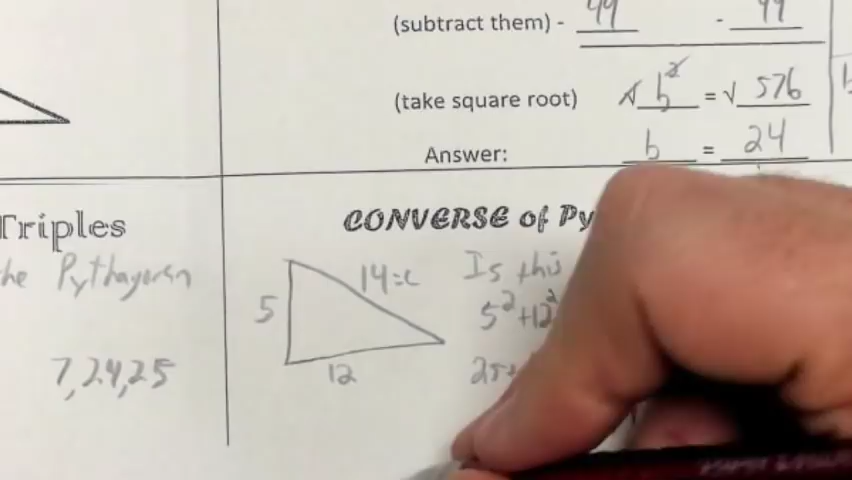 (subtract them) - 49 - 49
(take square root) √ b² = √ 576
Answer: b = 24
Triples
CONVERSE of Py
the Pythagorean
14=c
Is this
5
5²+12²
12
7,24,25
25+